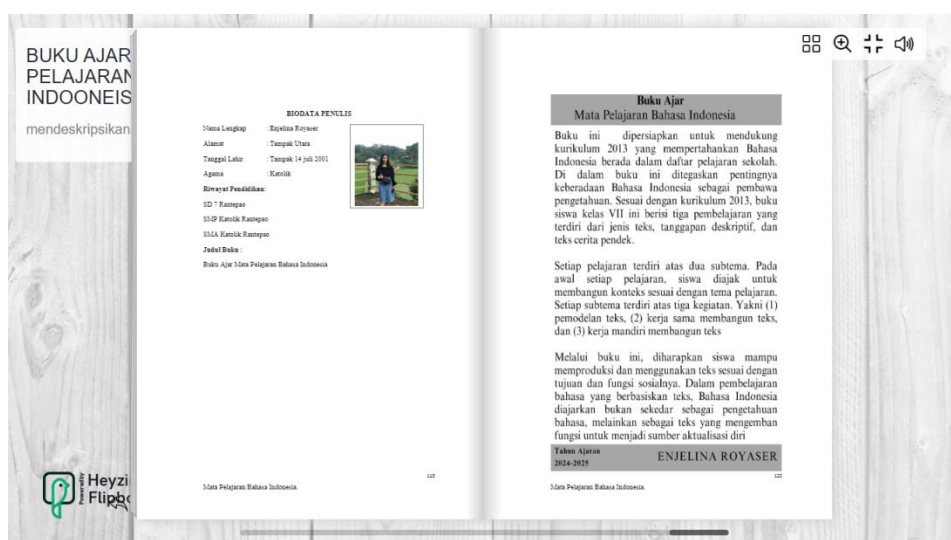 BUKU AJAR
PELAJARAN
INDOONEIS
mendeskripsikan
BIODATA PENULIS
Nama Lengkap : Enjelina Royaser
Alamat : Tampak Utara
Tanggal Lahir : Tampak 14 juli 2001
Agama : Katolik
Riwayat Pendidikan:
SD 7 Rantepao
SMP Katolik Rantepao
SMA Katolik Rantepao
Judul Buku :
Buku Ajar Mata Pelajaran Bahasa Indonesia
Mata Pelajaran Bahasa Indonesia.
Buku Ajar
Mata Pelajaran Bahasa Indonesia
Buku ini dipersiapkan untuk mendukung
kurikulum 2013 yang mempertahankan Bahasa
Indonesia berada dalam daftar pelajaran sekolah.
Di dalam buku ini ditegaskan pentingnya
keberadaan Bahasa Indonesia sebagai pembawa
pengetahuan. Sesuai dengan kurikulum 2013, buku
siswa kelas VII ini berisi tiga pembelajaran yang
terdiri dari jenis teks, tanggapan deskriptif, dan
teks cerita pendek.
Setiap pelajaran terdiri atas dua subtema. Pada
awal setiap pelajaran, siswa diajak untuk
membangun konteks sesuai dengan tema pelajaran.
Setiap subtema terdiri atas tiga kegiatan. Yakni (1)
pemodelan teks, (2) kerja sama membangun teks,
dan (3) kerja mandiri membangun teks
Melalui buku ini, diharapkan siswa mampu
memproduksi dan menggunakan teks sesuai dengan
tujuan dan fungsi sosialnya. Dalam pembelajaran
bahasa yang berbasiskan teks, Bahasa Indonesia
diajarkan bukan sekedar sebagai pengetahuan
bahasa, melainkan sebagai teks yang mengemban
fungsi untuk menjadi sumber aktualisasi diri
Tahun Ajaran
2024-2025
ENJELINA ROYASER
Mata Pelajaran Bahasa Indonesia.
Powered by
Heyzi